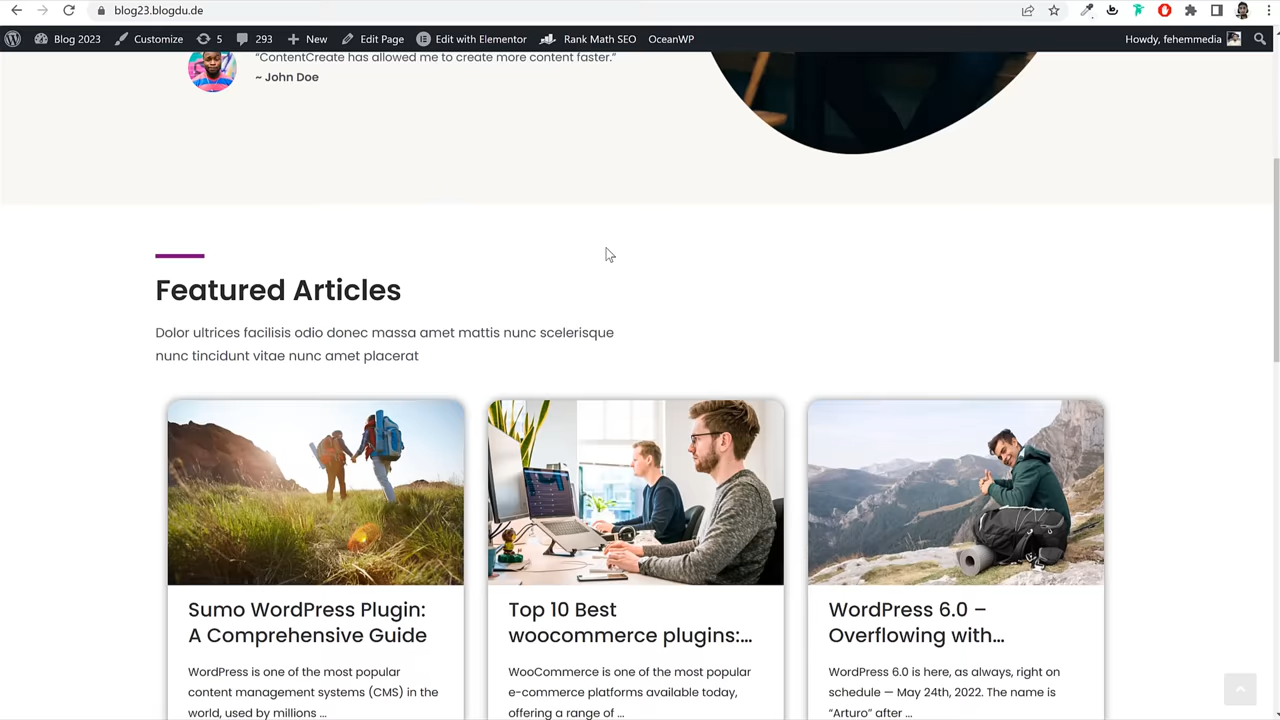 blog23.blogdu.de
Blog 2023 Customize 5 293 New Edit Page Edit with Elementor Rank Math SEO OceanWP Howdy, fehemmedia
“ContentCreate has allowed me to create more content faster.”
~ John Doe
Featured Articles
Dolor ultrices facilisis odio donec massa amet mattis nunc scelerisque
nunc tincidunt vitae nunc amet placerat
Sumo WordPress Plugin:
A Comprehensive Guide
WordPress is one of the most popular
content management systems (CMS) in the
world, used by millions ...
Top 10 Best
woocommerce plugins:...
WooCommerce is one of the most popular
e-commerce platforms available today,
offering a range of ...
WordPress 6.0 –
Overflowing with...
WordPress 6.0 is here, as always, right on
schedule — May 24th, 2022. The name is
“Arturo” after ...